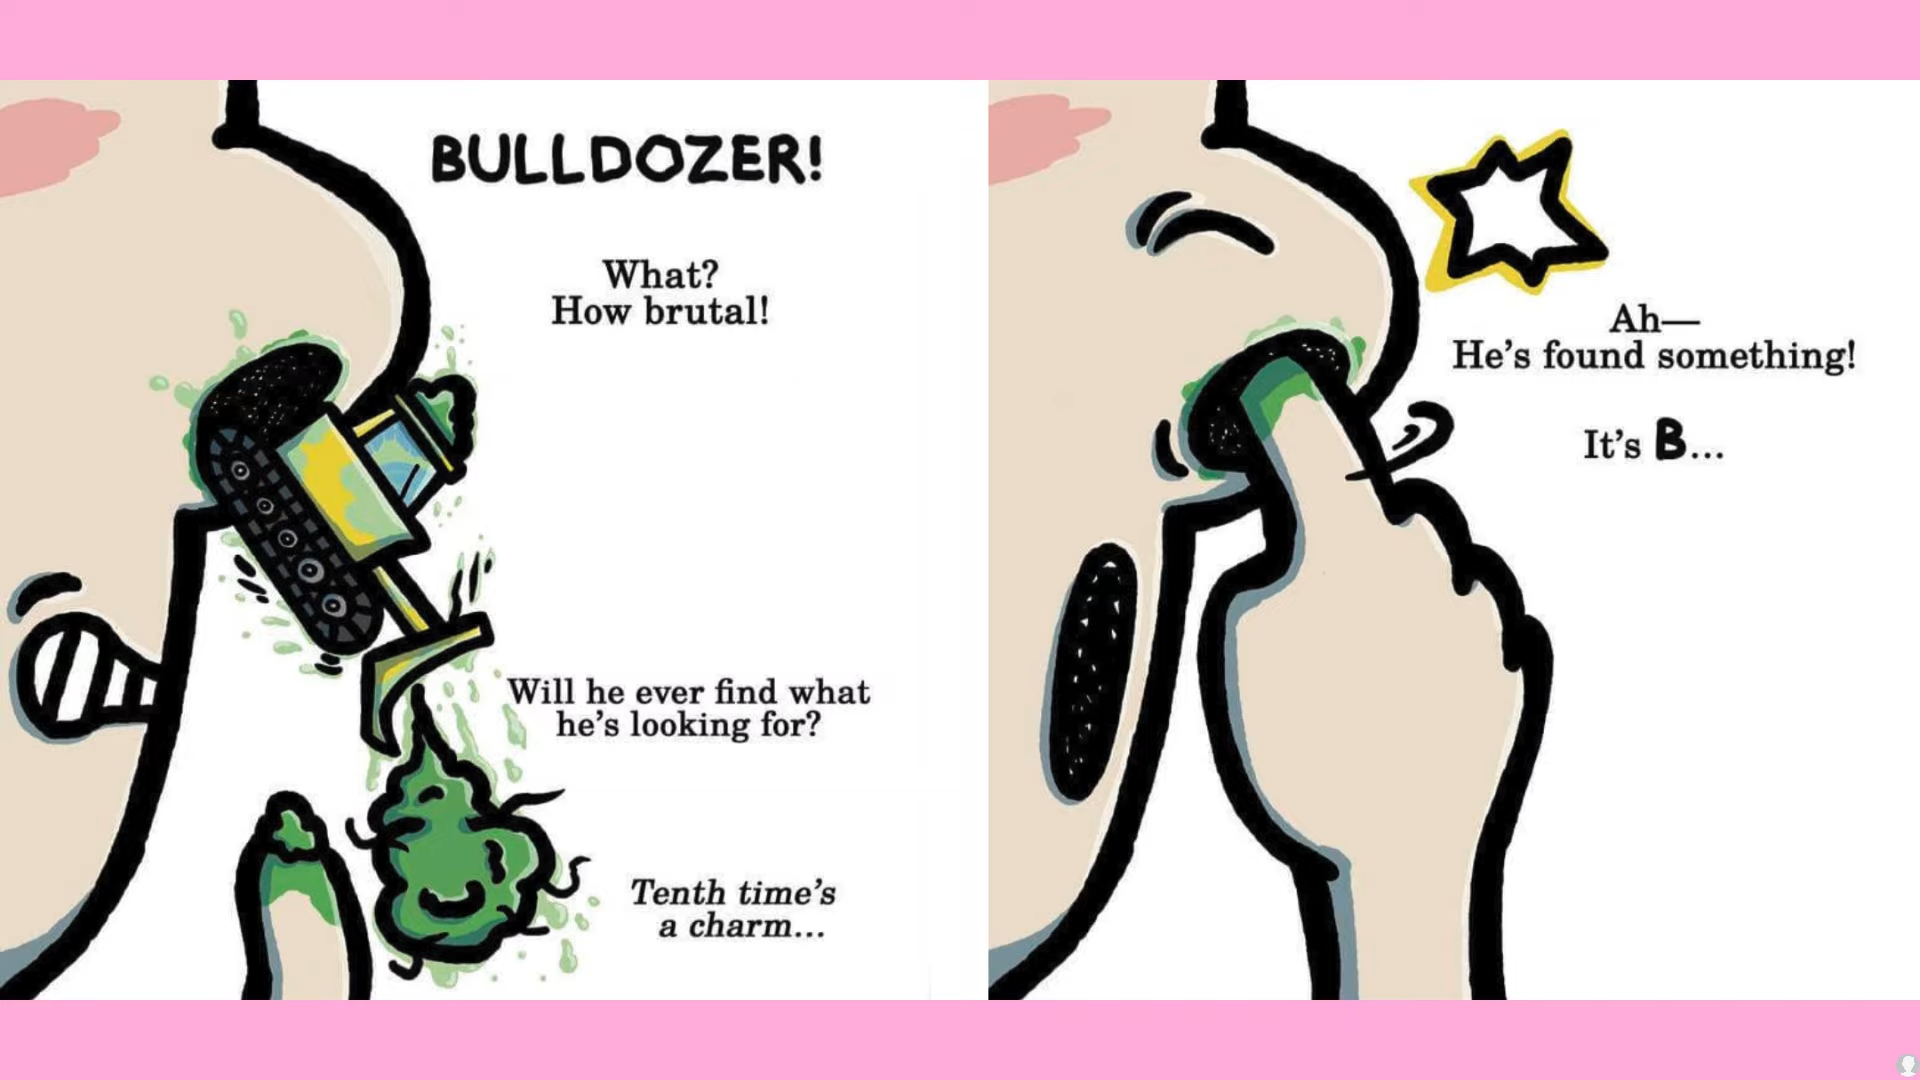 BULLDOZER!
What?
How brutal!
Will he ever find what
he's looking for?
Tenth time's
a charm...
Ah—
He's found something!
It's B...